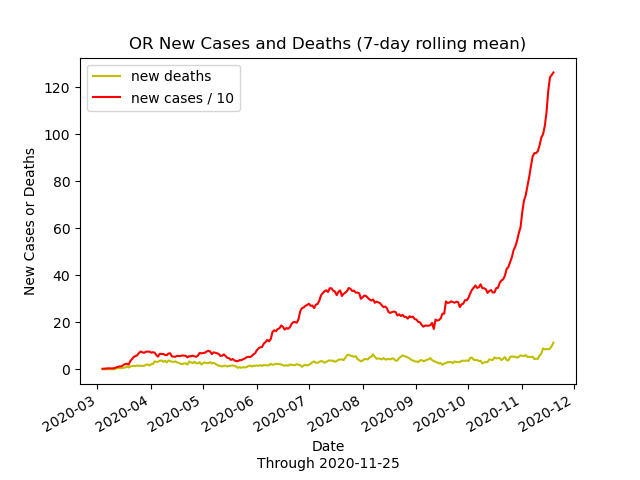 OR New Cases and Deaths (7-day rolling mean)
new deaths
new cases / 10
120
100
80
60
40
20
0
New Cases or Deaths
2020-03
2020-04
2020-05
2020-06
2020-07
2020-08
2020-09
2020-10
2020-11
2020-12
Date
Through 2020-11-25